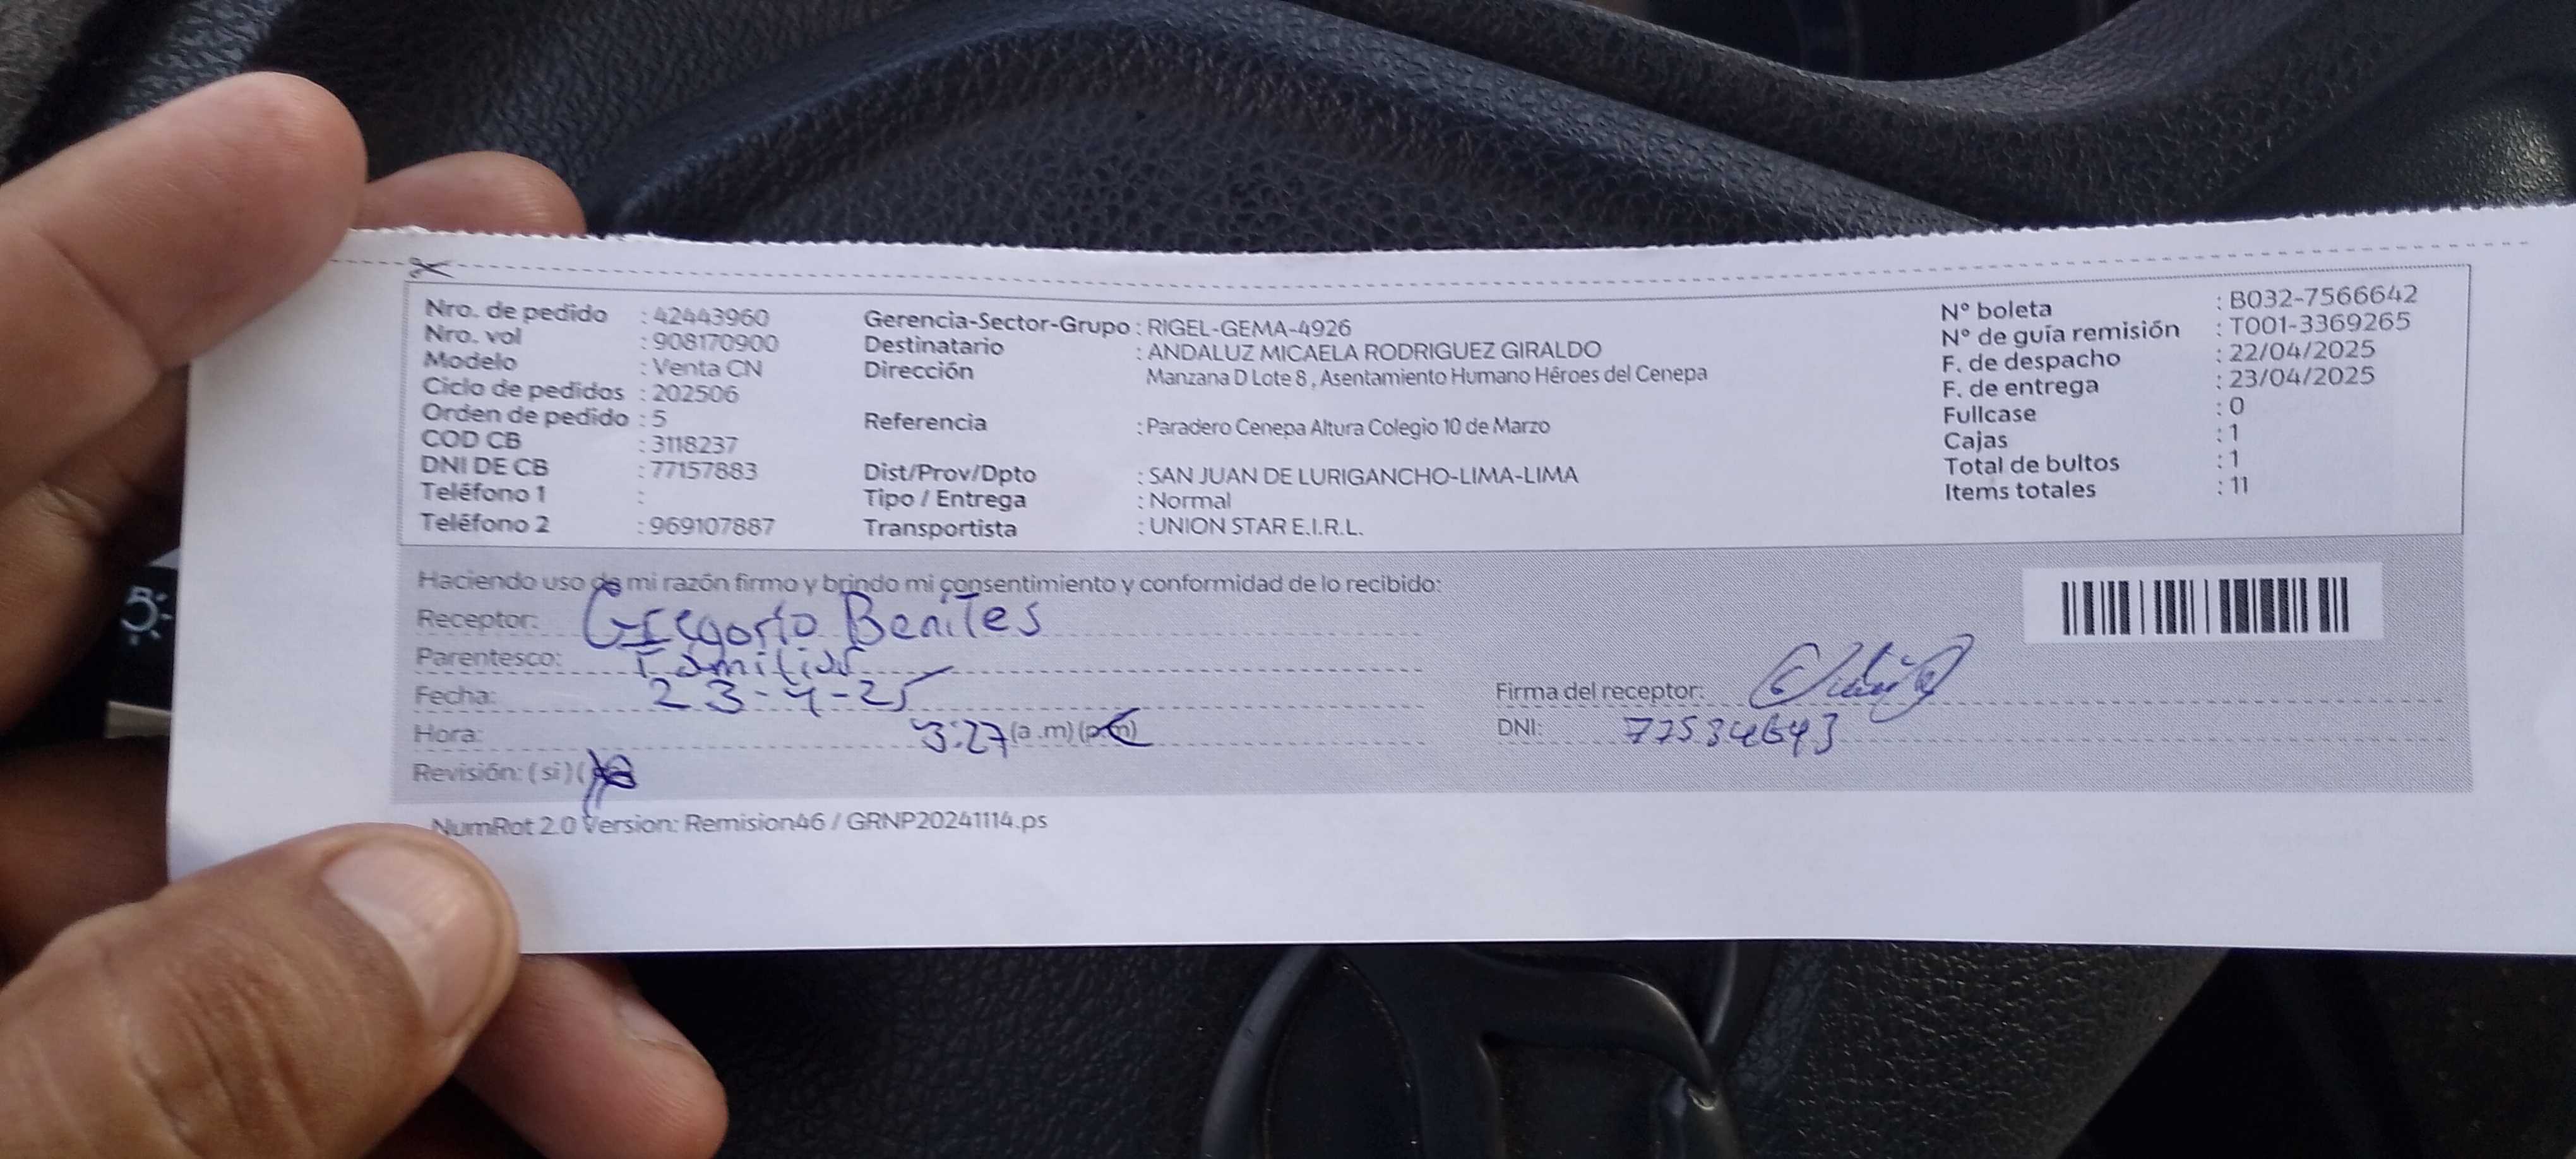 Nro. de pedido : 42443960
Nro. vol : 908170900
Modelo : Venta CN
Ciclo de pedidos : 202506
Orden de pedido : 5
COD CB : 3118237
DNI DE CB : 77157883
Teléfono 1 :
Teléfono 2 : 969107887
Gerencia-Sector-Grupo : RIGEL-GEMA-4926
Destinatario : ANDALUZ MICAELA RODRIGUEZ GIRALDO
Dirección Manzana D Lote 8 , Asentamiento Humano Héroes del Cenepa
Referencia : Paradero Cenepa Altura Colegio 10 de Marzo
Dist/Prov/Dpto : SAN JUAN DE LURIGANCHO-LIMA-LIMA
Tipo / Entrega : Normal
Transportista : UNION STAR E.I.R.L.
N° boleta : B032-7566642
N° de guía remisión : T001-3369265
F. de despacho : 22/04/2025
F. de entrega : 23/04/2025
Fullcase : 0
Cajas : 1
Total de bultos : 1
Items totales : 11
Haciendo uso de mi razón firmo y brindo mi consentimiento y conformidad de lo recibido:
Receptor: Gregorio Benites
Parentesco: Familiar
Fecha: 23-4-25
Hora: 3:27 (a .m) (p.m)
Revisión: ( si ) (
Firma del receptor:
DNI: 77534643
NumRot 2.0 Version: Remision46 / GRNP20241114.ps